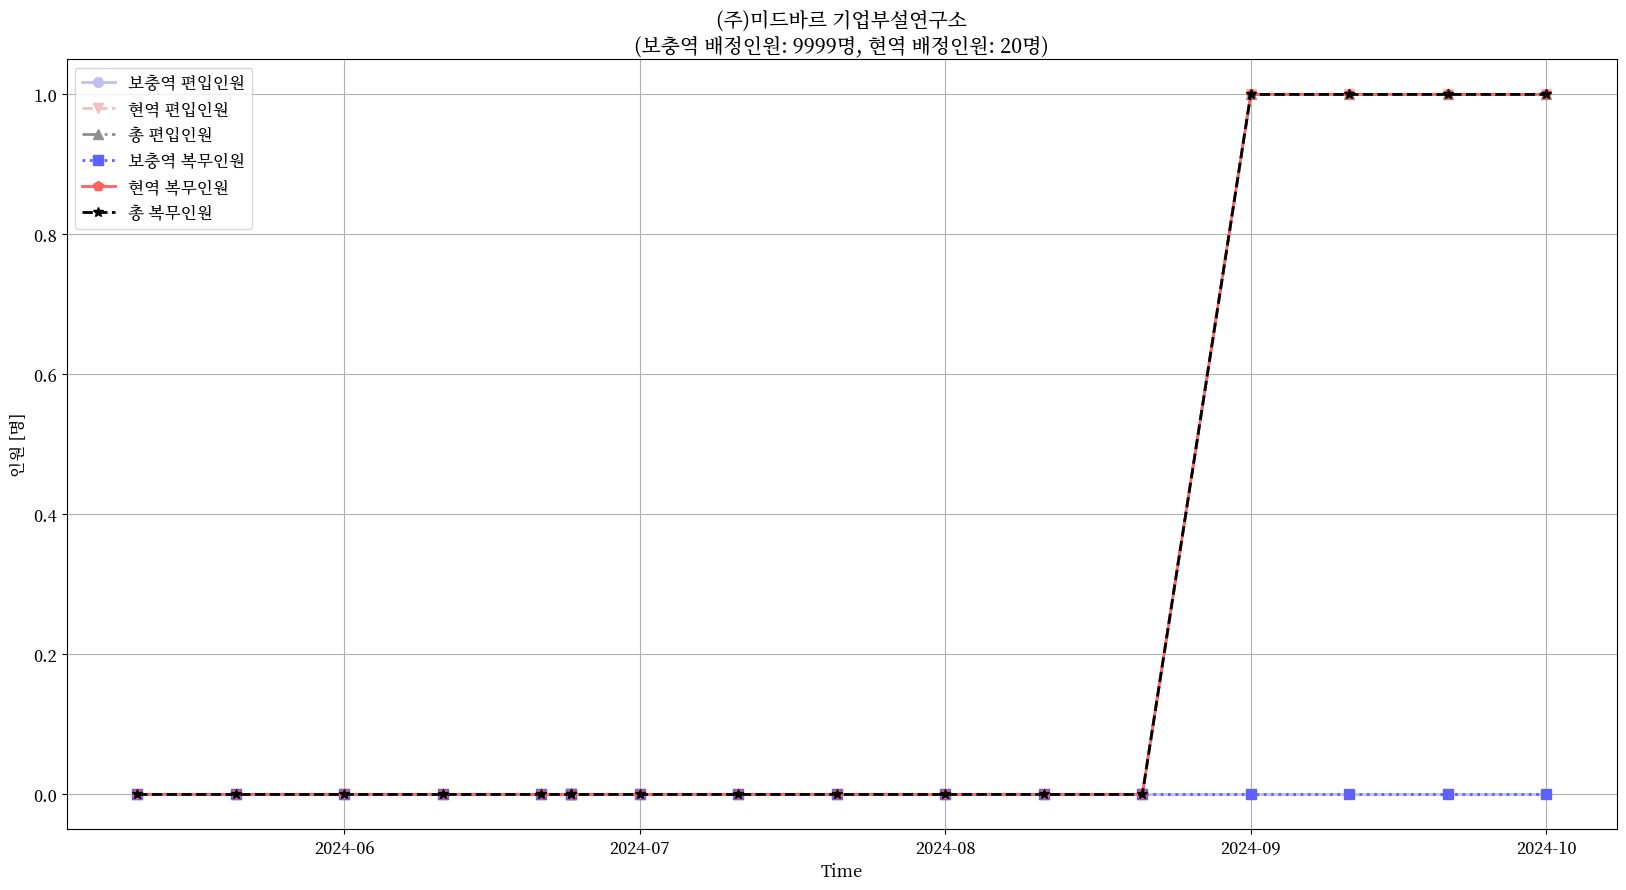 (주)미드바르 기업부설연구소
(보충역 배정인원: 9999명, 현역 배정인원: 20명)
보충역 편입인원
현역 편입인원
총 편입인원
보충역 복무인원
현역 복무인원
총 복무인원
1.0
0.8
0.6
0.4
0.2
0.0
인원 [명]
2024-06
2024-07
2024-08
2024-09
2024-10
Time